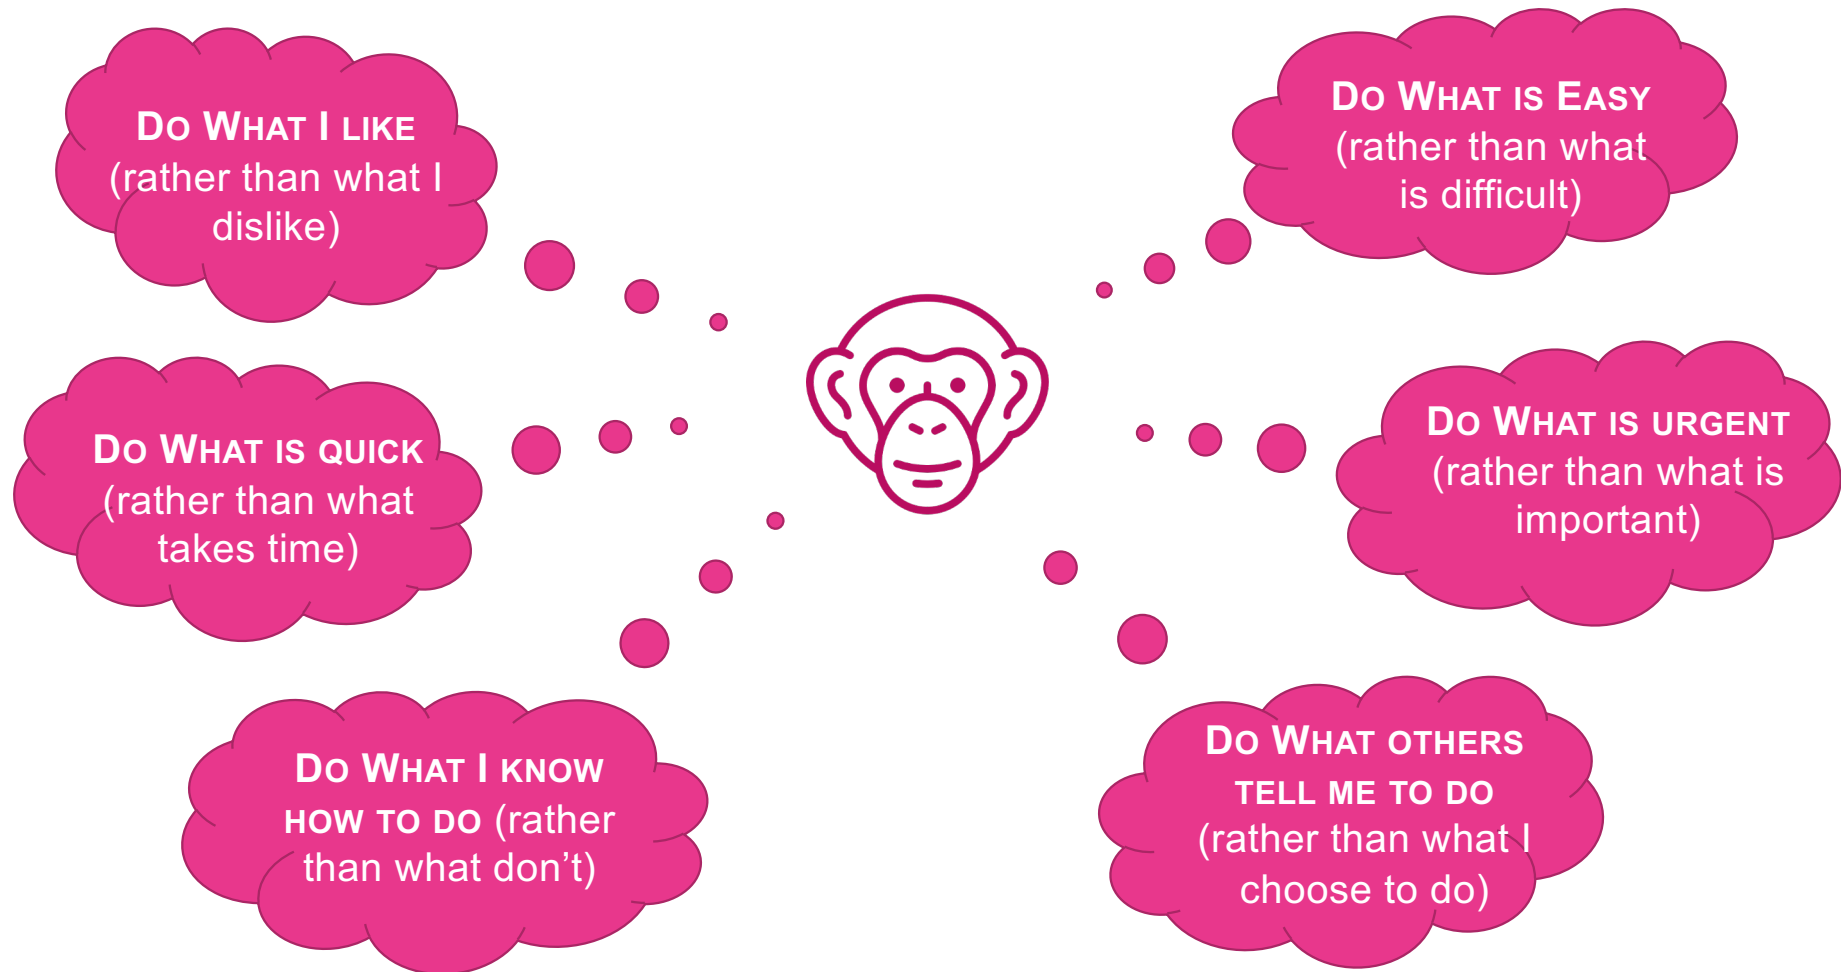 DO WHAT I LIKE
(rather than what I
dislike)
DO WHAT IS EASY
(rather than what
is difficult)
DO WHAT IS QUICK
(rather than what
takes time)
DO WHAT IS URGENT
(rather than what is
important)
DO WHAT I KNOW
HOW TO DO (rather
than what don't)
DO WHAT OTHERS
TELL ME TO DO
(rather than what I
choose to do)